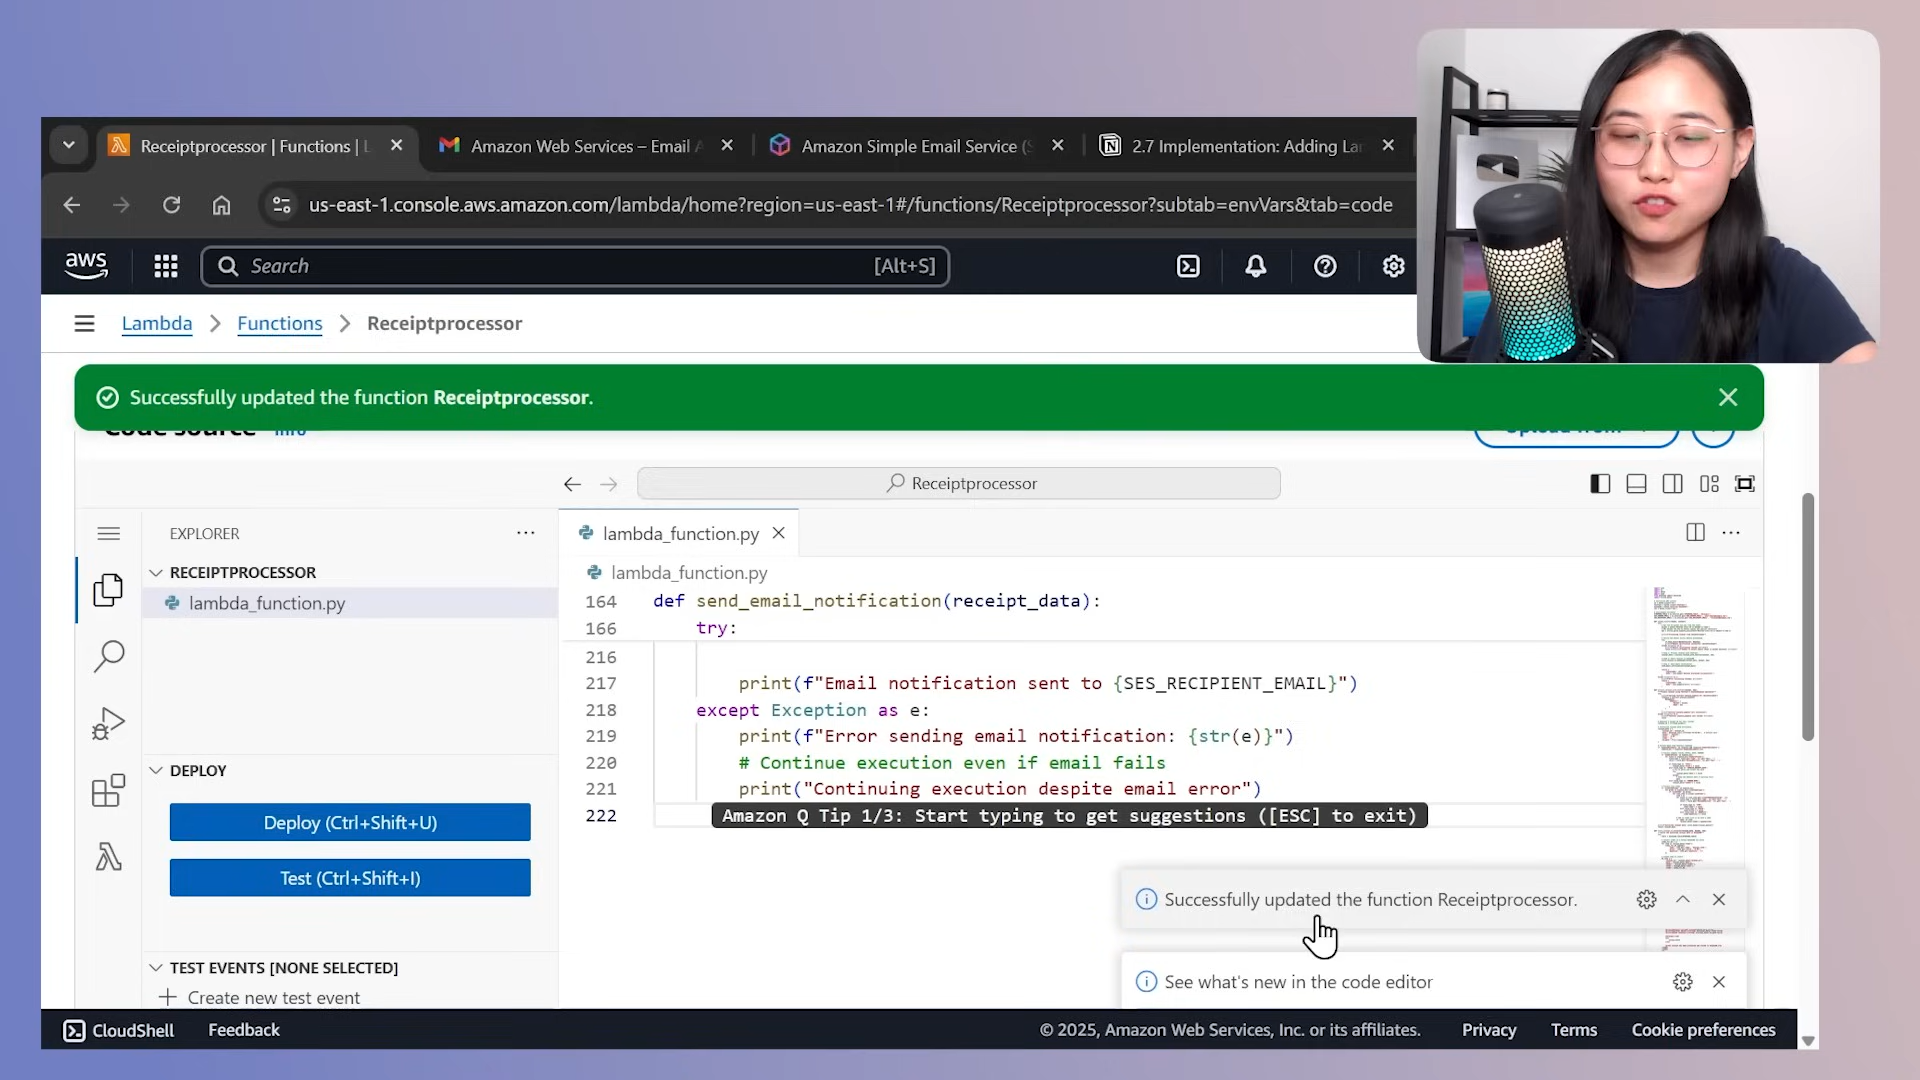 Receiptprocessor | Functions | L
Amazon Web Services – Email A
Amazon Simple Email Service (S
2.7 Implementation: Adding La
us-east-1.console.aws.amazon.com/lambda/home?region=us-east-1#/functions/Receiptprocessor?subtab=envVars&tab=code
aws
Search
[Alt+S]
Lambda
Functions
Receiptprocessor
Successfully updated the function Receiptprocessor.
Code source Info
Upload from
Receiptprocessor
EXPLORER
lambda_function.py
RECEIPTPROCESSOR
lambda_function.py
lambda_function.py
164 def send_email_notification(receipt_data):
166 try:
216
217 print(f"Email notification sent to {SES_RECIPIENT_EMAIL}")
218 except Exception as e:
219 print(f"Error sending email notification: {str(e)}")
220 # Continue execution even if email fails
221 print("Continuing execution despite email error")
222 Amazon Q Tip 1/3: Start typing to get suggestions ([ESC] to exit)
DEPLOY
Deploy (Ctrl+Shift+U)
Test (Ctrl+Shift+I)
TEST EVENTS [NONE SELECTED]
Create new test event
Successfully updated the function Receiptprocessor.
See what's new in the code editor
CloudShell
Feedback
© 2025, Amazon Web Services, Inc. or its affiliates.
Privacy
Terms
Cookie preferences